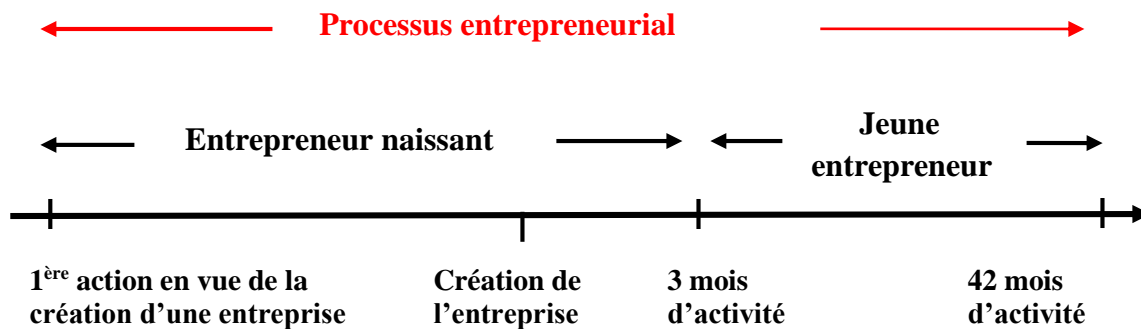 Processus entrepreneurial
Entrepreneur naissant
Jeune
entrepreneur
1ère action en vue de la
création d’une entreprise
Création de
l’entreprise
3 mois
d’activité
42 mois
d’activité